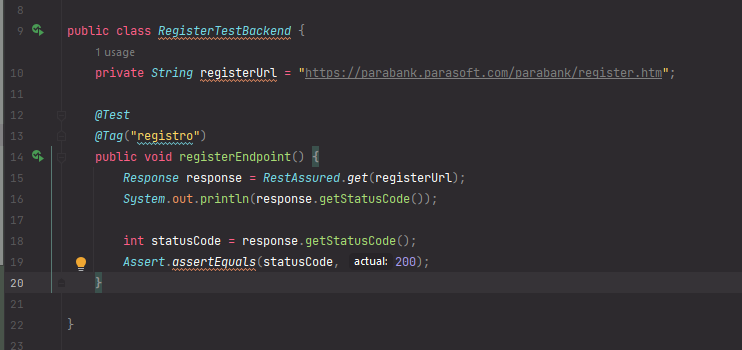 8
9 public class RegisterTestBackend {
1 usage
10 private String registerUrl = "https://parabank.parasoft.com/parabank/register.htm";
11
12 @Test
13 @Tag("registro")
14 public void registerEndpoint() {
15 Response response = RestAssured.get(registerUrl);
16 System.out.println(response.getStatusCode());
17
18 int statusCode = response.getStatusCode();
19 Assert.assertEquals(statusCode, actual: 200);
20 }
21
22 }
23